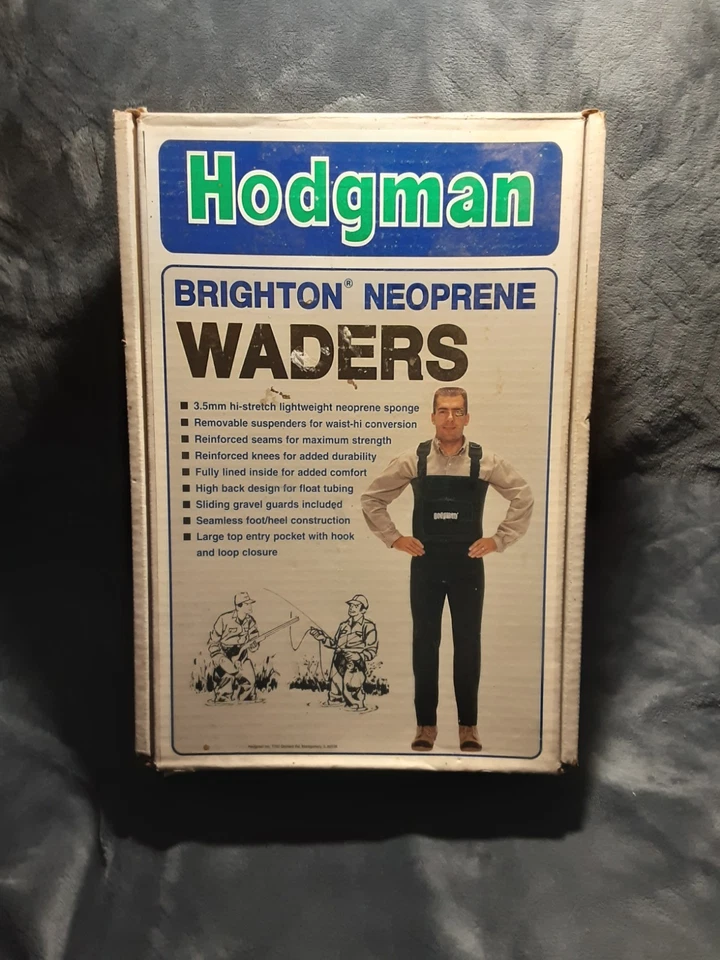 Hodgman
BRIGHTON® NEOPRENE
WADERS
■ 3.5mm hi-stretch lightweight neoprene sponge
■ Removable suspenders for waist-hi conversion
■ Reinforced seams for maximum strength
■ Reinforced knees for added durability
■ Fully lined inside for added comfort
■ High back design for float tubing
■ Sliding gravel guards included
■ Seamless foot/heel construction
■ Large top entry pocket with hook
and loop closure
Hodgman
©